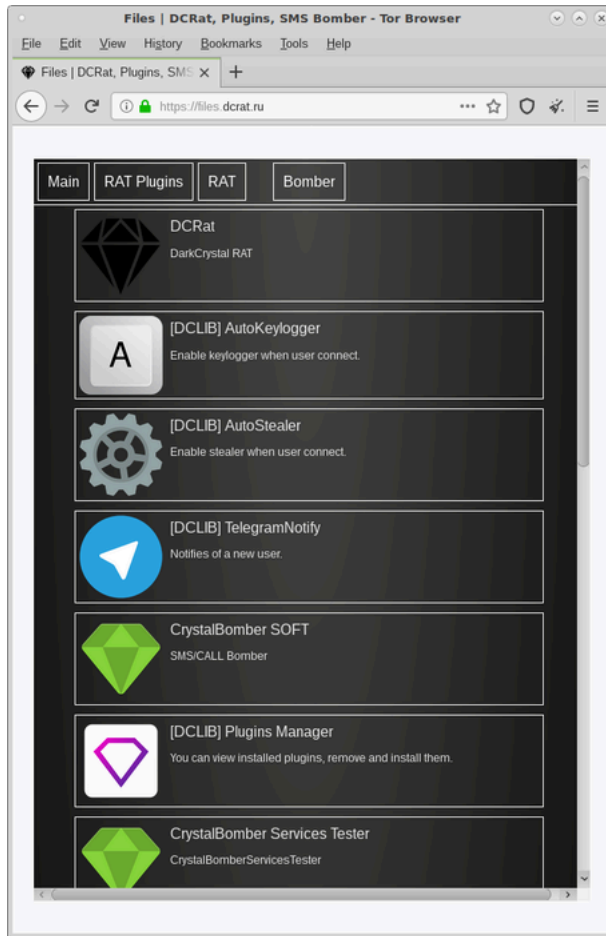 Files | DCRat, Plugins, SMS Bomber - Tor Browser
File Edit View History Bookmarks Tools Help
Files | DCRat, Plugins, SMS
https://files.dcrat.ru
Main RAT Plugins RAT Bomber
DCRat
DarkCrystal RAT
A
[DCLIB] AutoKeylogger
Enable keylogger when user connect.
[DCLIB] AutoStealer
Enable stealer when user connect.
[DCLIB] TelegramNotify
Notifies of a new user.
CrystalBomber SOFT
SMS/CALL Bomber
[DCLIB] Plugins Manager
You can view installed plugins, remove and install them.
CrystalBomber Services Tester
CrystalBomberServicesTester